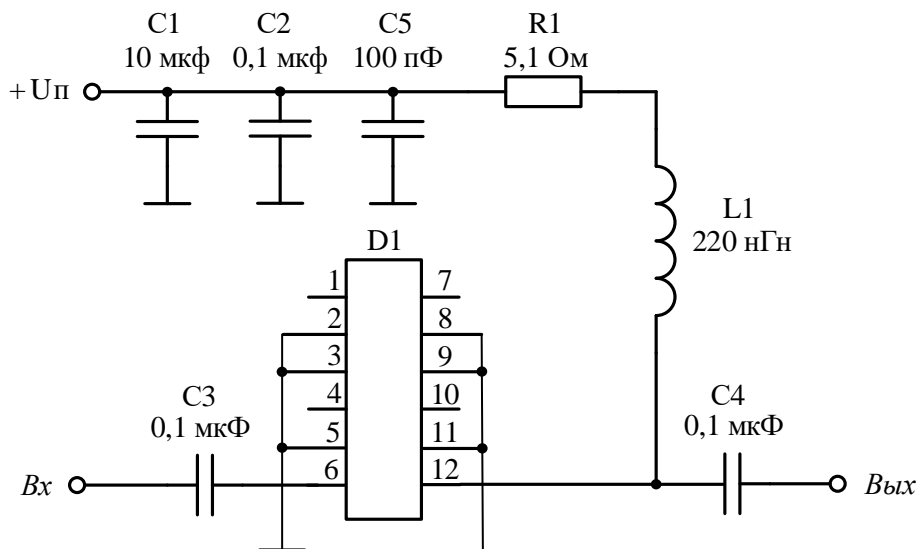 C1 C2 C5 R1
10 мкф 0,1 мкф 100 пФ 5,1 Ом
+Uп
L1
220 нГн
D1
1 7
2 8
3 9
4 10
5 11
6 12
C3
0,1 мкФ
C4
0,1 мкФ
Вх
Вых